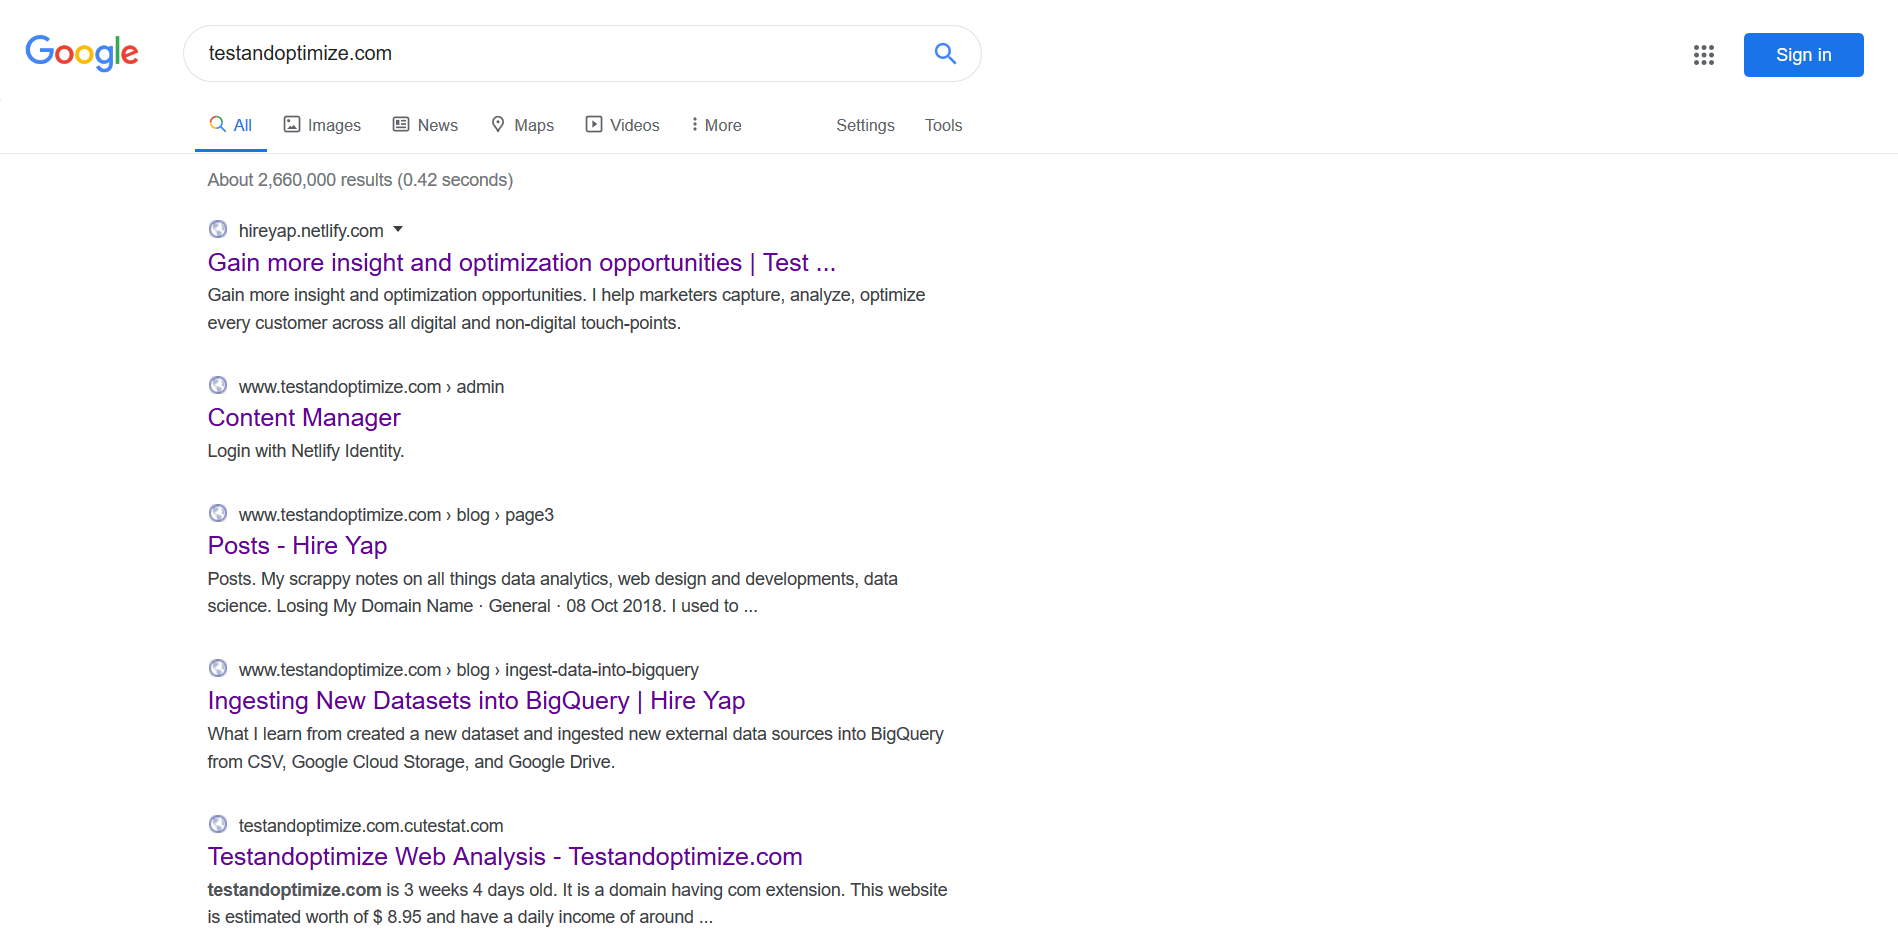 Google
testandoptimize.com
Sign in
All Images News Maps Videos More Settings Tools
About 2,660,000 results (0.42 seconds)
hireyap.netlify.com
Gain more insight and optimization opportunities | Test ...
Gain more insight and optimization opportunities. I help marketers capture, analyze, optimize
every customer across all digital and non-digital touch-points.
www.testandoptimize.com › admin
Content Manager
Login with Netlify Identity.
www.testandoptimize.com › blog › page3
Posts - Hire Yap
Posts. My scrappy notes on all things data analytics, web design and developments, data
science. Losing My Domain Name · General · 08 Oct 2018. I used to ...
www.testandoptimize.com › blog › ingest-data-into-bigquery
Ingesting New Datasets into BigQuery | Hire Yap
What I learn from created a new dataset and ingested new external data sources into BigQuery
from CSV, Google Cloud Storage, and Google Drive.
testandoptimize.com.cutestat.com
Testandoptimize Web Analysis - Testandoptimize.com
testandoptimize.com is 3 weeks 4 days old. It is a domain having com extension. This website
is estimated worth of $ 8.95 and have a daily income of around ...